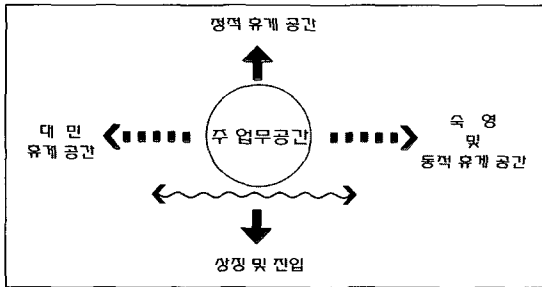 정적 휴게 공간
대 민
휴게 공간
주 업무공간
숙 영
및
동적 휴게 공간
상징 및 진입